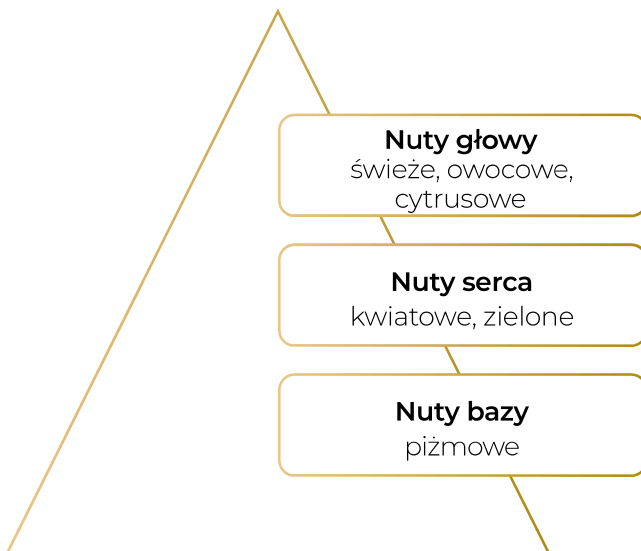 Nuty głowy
świeże, owocowe,
cytrusowe
Nuty serca
kwiatowe, zielone
Nuty bazy
piżmowe